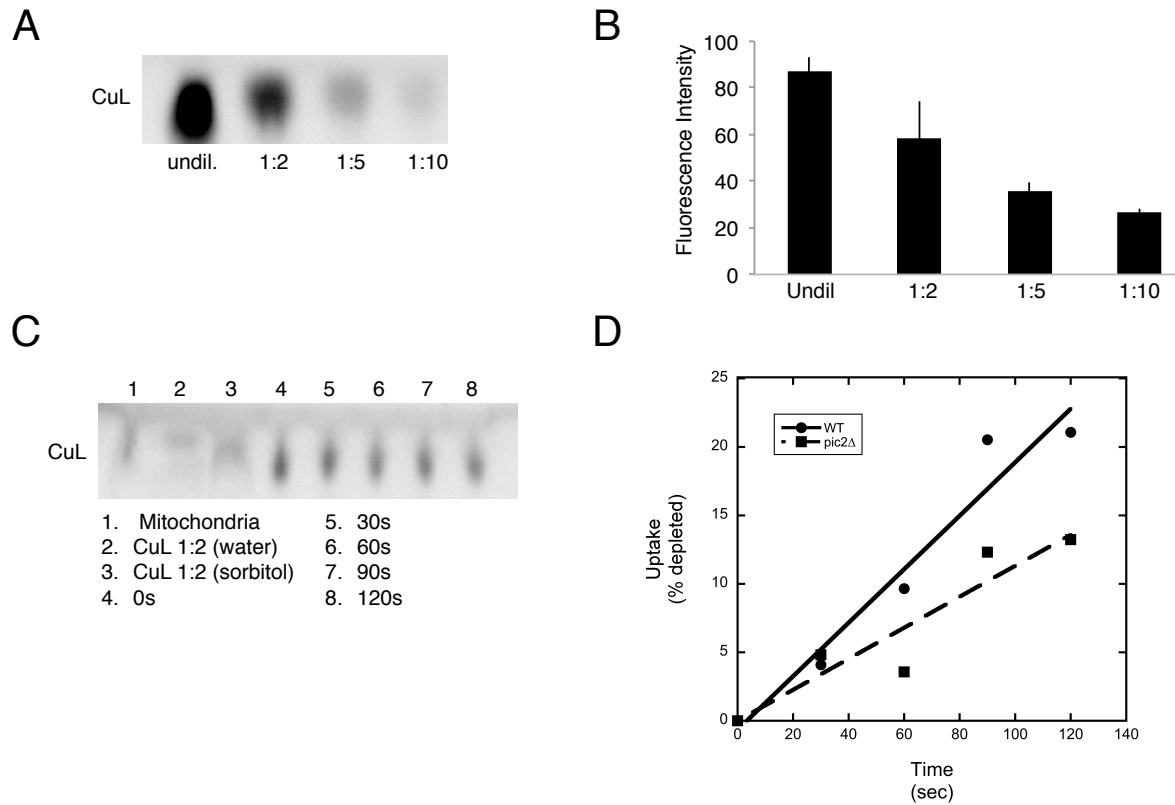 A
CuL
undil. 1:2 1:5 1:10
B
Fluorescence Intensity
100
80
60
40
20
0
Undil 1:2 1:5 1:10
C
1 2 3 4 5 6 7 8
CuL
1. Mitochondria
2. CuL 1:2 (water)
3. CuL 1:2 (sorbitol)
4. 0s
5. 30s
6. 60s
7. 90s
8. 120s
D
Uptake
(% depleted)
25
20
15
10
5
0
WT
pic2Δ
0 20 40 60 80 100 120 140
Time
(sec)